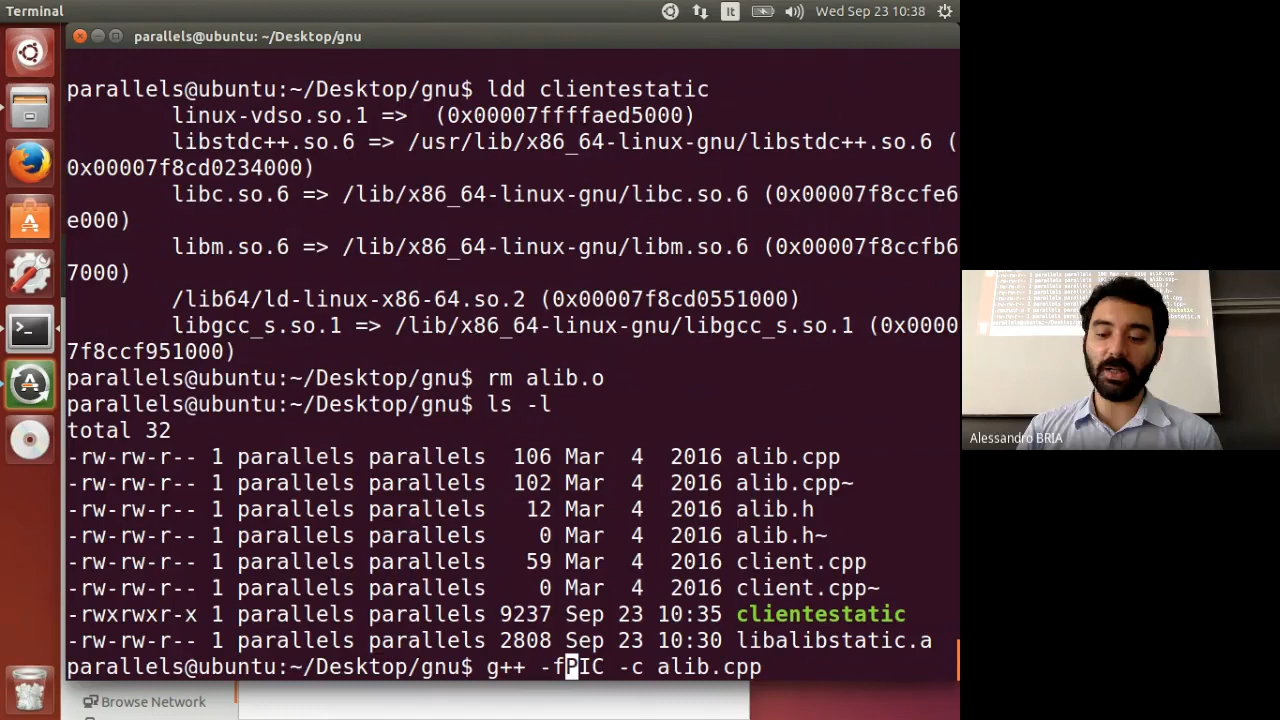 Terminal
It
Wed Sep 23 10:38
parallels@ubuntu: ~/Desktop/gnu
parallels@ubuntu:~/Desktop/gnu$ ldd clientestatic
linux-vdso.so.1 =>  (0x00007ffffaed5000)
libstdc++.so.6 => /usr/lib/x86_64-linux-gnu/libstdc++.so.6 (
0x00007f8cd0234000)
libc.so.6 => /lib/x86_64-linux-gnu/libc.so.6 (0x00007f8ccfe6
e000)
libm.so.6 => /lib/x86_64-linux-gnu/libm.so.6 (0x00007f8ccfb6
7000)
/lib64/ld-linux-x86-64.so.2 (0x00007f8cd0551000)
libgcc_s.so.1 => /lib/x86_64-linux-gnu/libgcc_s.so.1 (0x0000
7f8ccf951000)
parallels@ubuntu:~/Desktop/gnu$ rm alib.o
parallels@ubuntu:~/Desktop/gnu$ ls -l
total 32
-rw-rw-r-- 1 parallels parallels  106 Mar  4  2016 alib.cpp
-rw-rw-r-- 1 parallels parallels  102 Mar  4  2016 alib.cpp~
-rw-rw-r-- 1 parallels parallels   12 Mar  4  2016 alib.h
-rw-rw-r-- 1 parallels parallels    0 Mar  4  2016 alib.h~
-rw-rw-r-- 1 parallels parallels   59 Mar  4  2016 client.cpp
-rw-rw-r-- 1 parallels parallels    0 Mar  4  2016 client.cpp~
-rwxrwxr-x 1 parallels parallels 9237 Sep 23 10:35 clientestatic
-rw-rw-r-- 1 parallels parallels 2808 Sep 23 10:30 libalibstatic.a
parallels@ubuntu:~/Desktop/gnu$ g++ -fPIC -c alib.cpp
Browse Network
Alessandro BRIA